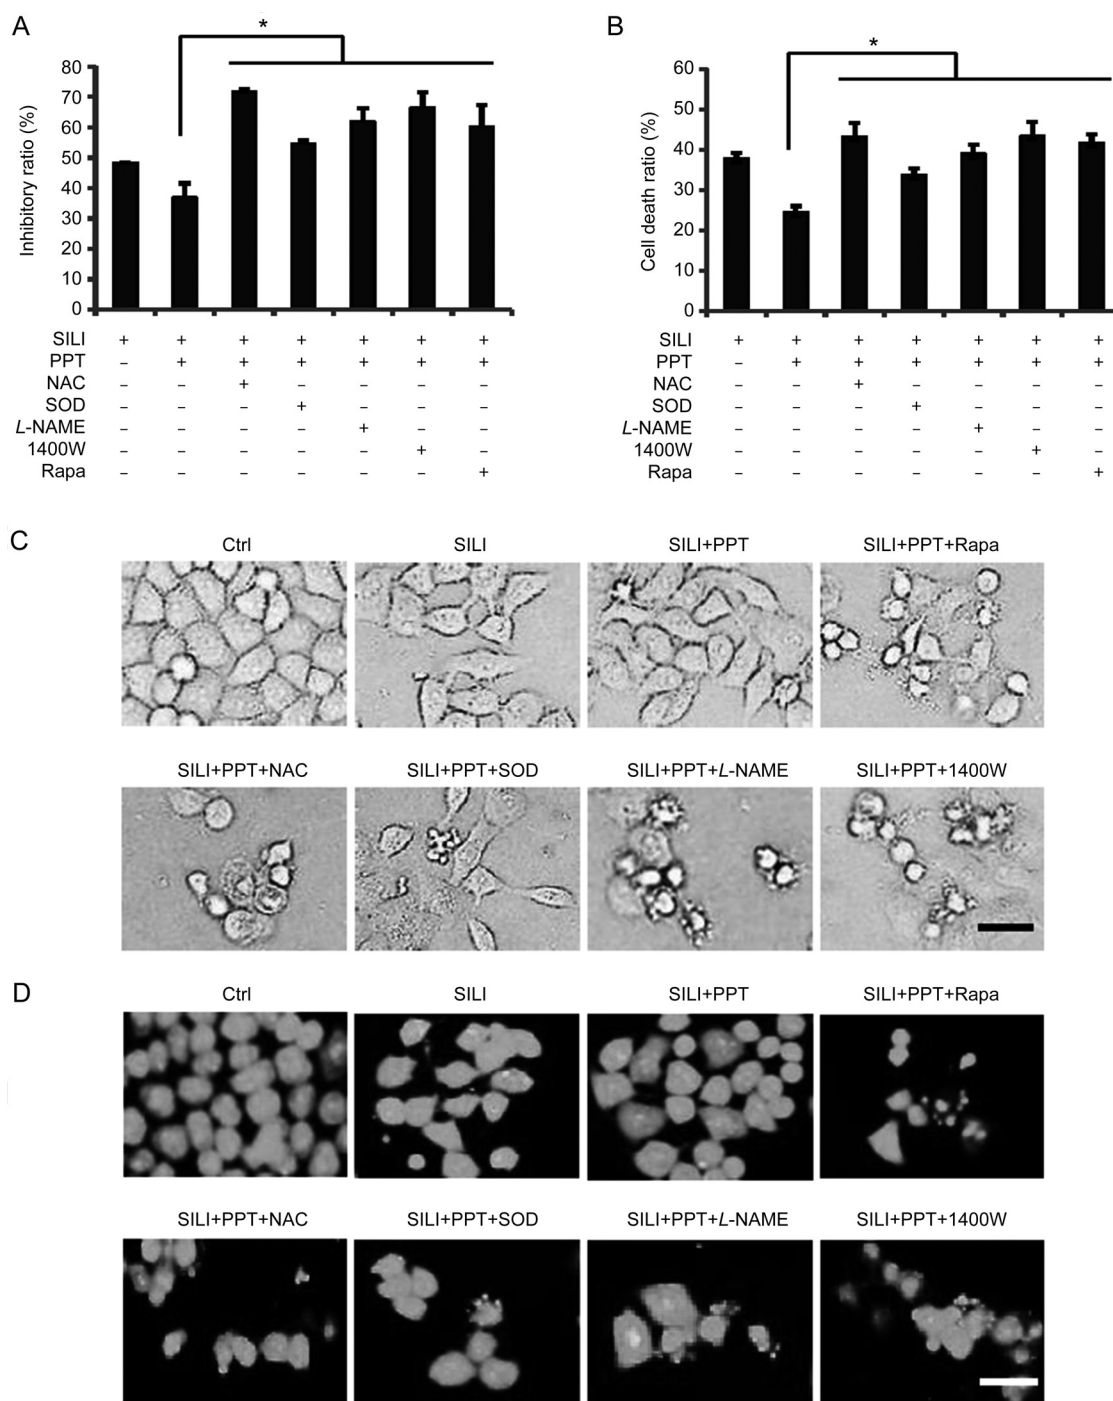 A
*
Inhibitory ratio (%)
80
70
60
50
40
30
20
10
0
SILI + + + + + + +
PPT – + + + + + +
NAC – – + – – – –
SOD – – – + – – –
L-NAME – – – – + – –
1400W – – – – – + –
Rapa – – – – – – +
B
*
Cell death ratio (%)
60
50
40
30
20
10
0
SILI + + + + + + +
PPT – + + + + + +
NAC – – + – – – –
SOD – – – + – – –
L-NAME – – – – + – –
1400W – – – – – + –
Rapa – – – – – – +
C
Ctrl SILI SILI+PPT SILI+PPT+Rapa
SILI+PPT+NAC SILI+PPT+SOD SILI+PPT+L-NAME SILI+PPT+1400W
D
Ctrl SILI SILI+PPT SILI+PPT+Rapa
SILI+PPT+NAC SILI+PPT+SOD SILI+PPT+L-NAME SILI+PPT+1400W